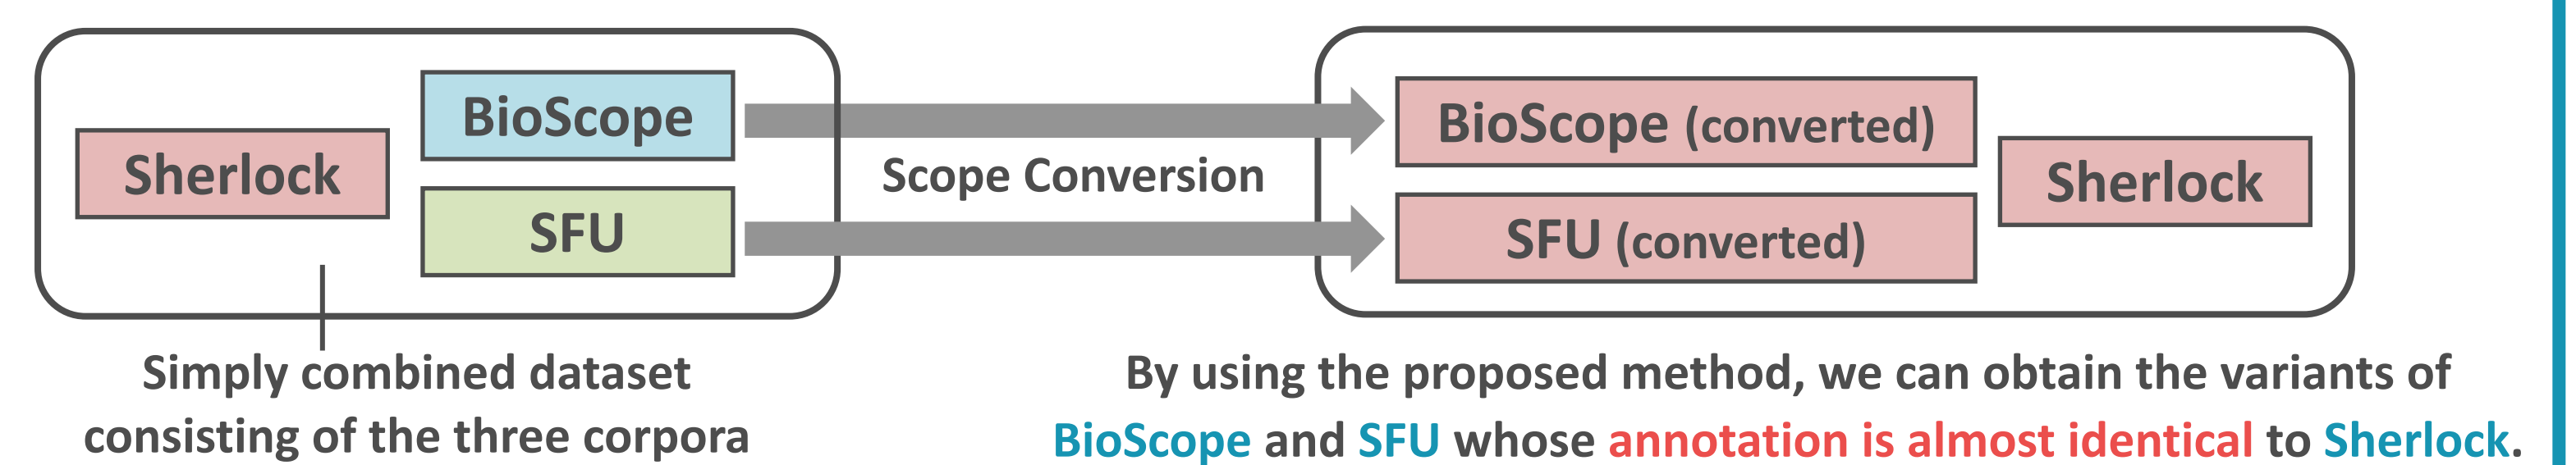 Sherlock
BioScope
SFU
Scope Conversion
BioScope (converted)
SFU (converted)
Sherlock
Simply combined dataset
consisting of the three corpora
By using the proposed method, we can obtain the variants of
BioScope and SFU whose annotation is almost identical to Sherlock.